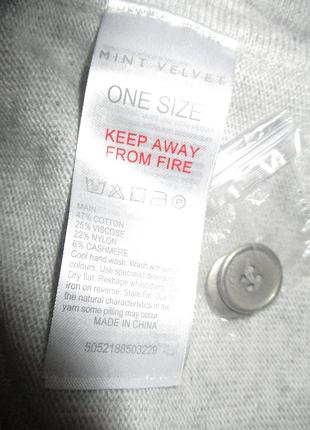 MINT VELVET
ONE SIZE
KEEP AWAY
FROM FIRE
MAIN
47% COTTON
25% VISCOSE
22% NYLON
6% CASHMERE
Cool hand wash. Wash with
colours. Use specialist
Dry flat. Reshape whilst damp.
iron on reverse. Store flat. Due to
the natural characteristics of the
yarn some pilling may occur.
MADE IN CHINA
5052188503229